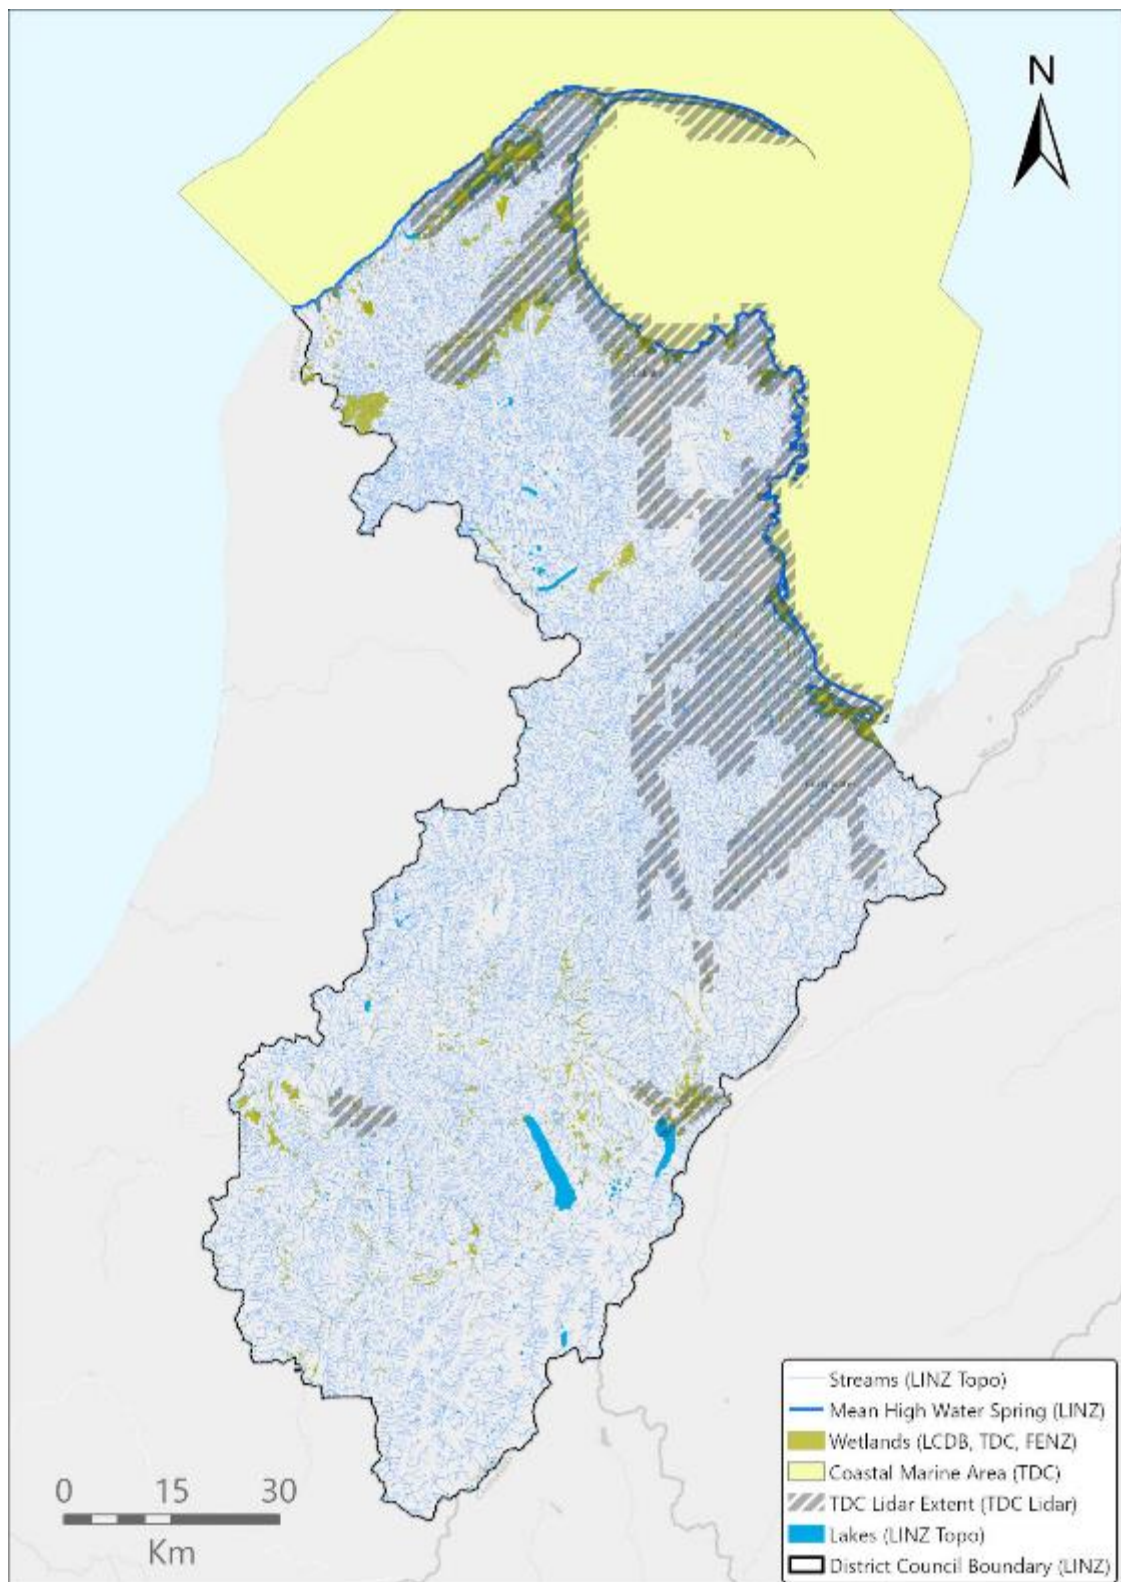 N
Streams (LINZ Topo)
Mean High Water Spring (LINZ)
Wetlands (LCDB, TDC, FENZ)
Coastal Marine Area (TDC)
TDC Lidar Extent (TDC Lidar)
Lakes (LINZ Topo)
District Council Boundary (LINZ)
0 15 30
Km